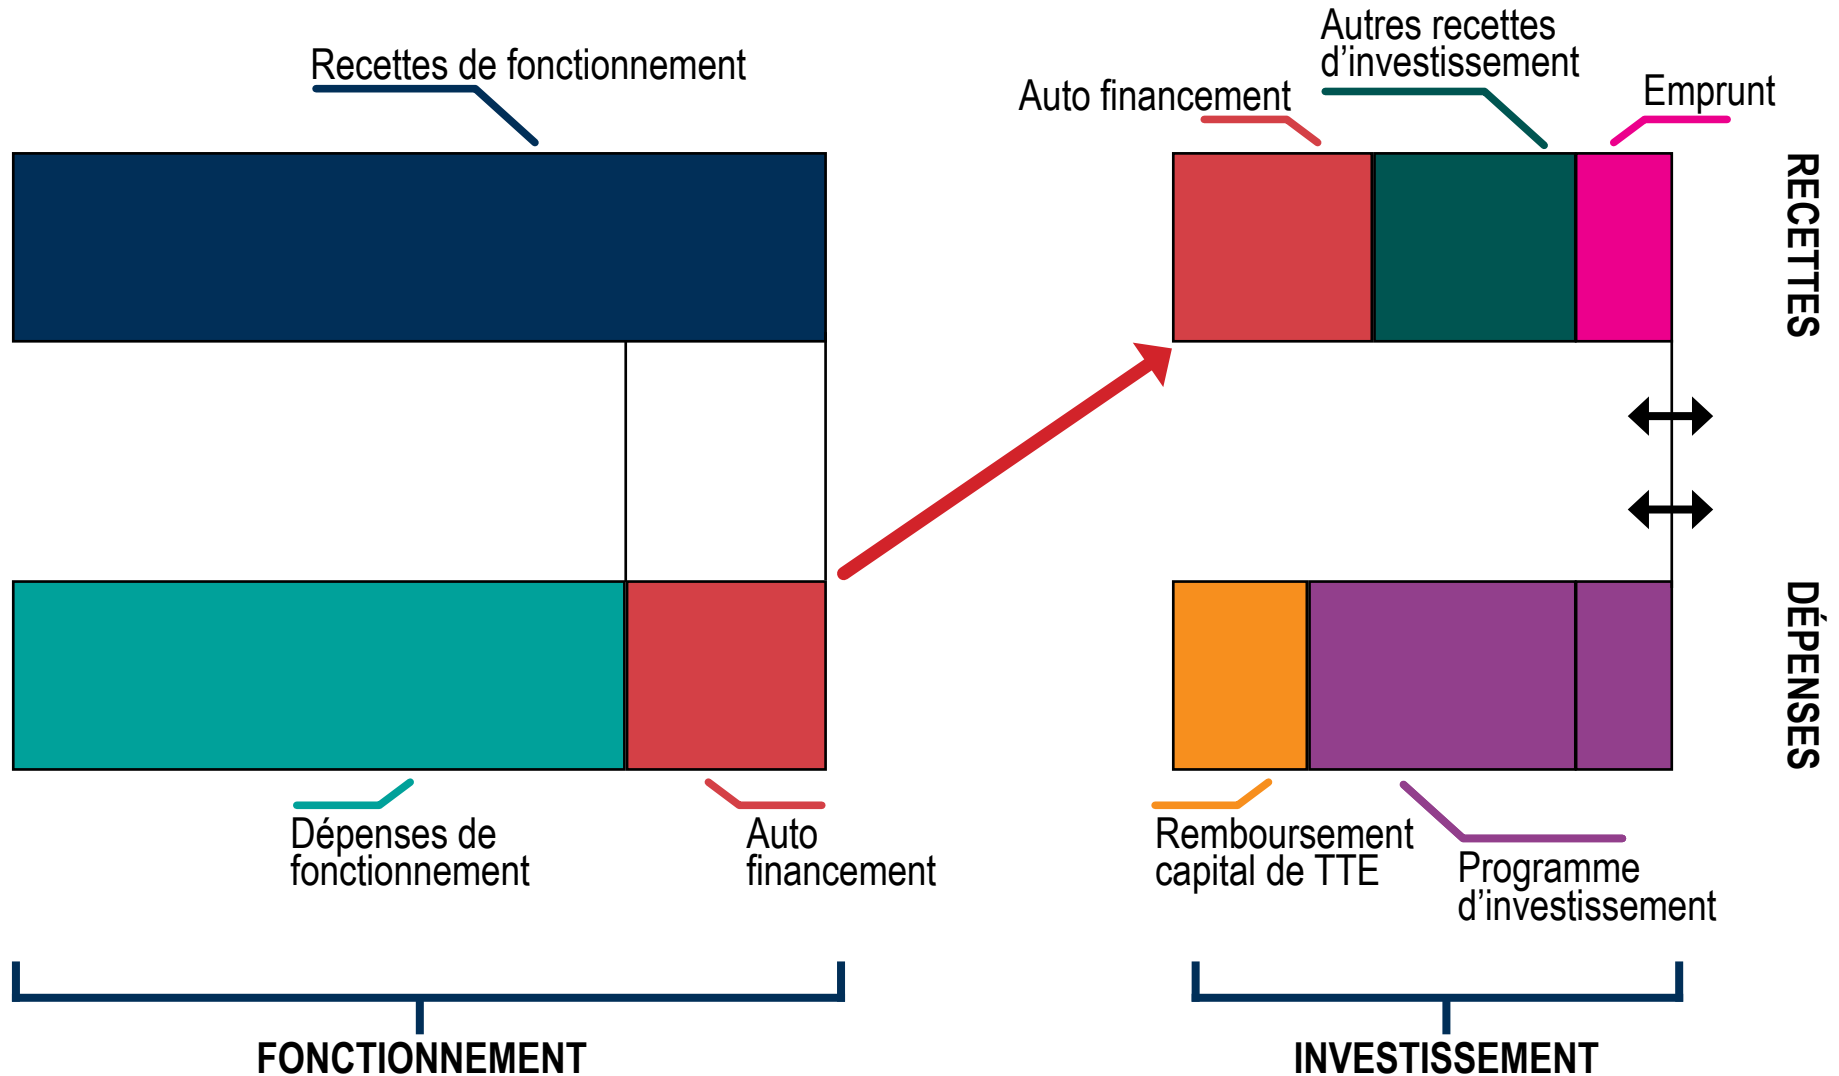 Recettes de fonctionnement
Auto financement
Autres recettes
d’investissement
Emprunt
RECETTES
DÉPENSES
Dépenses de
fonctionnement
Auto
financement
Remboursement
capital de TTE
Programme
d’investissement
FONCTIONNEMENT
INVESTISSEMENT